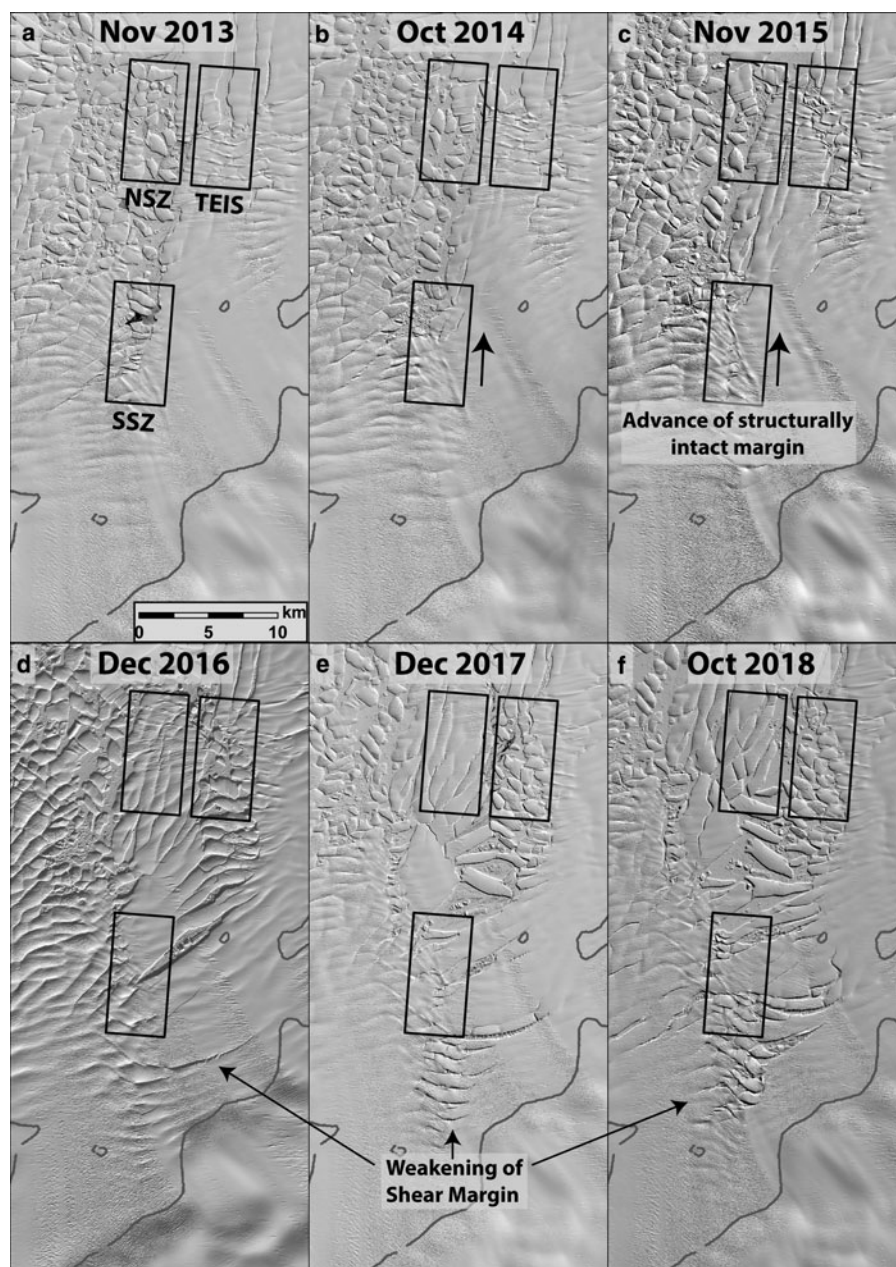 a
Nov 2013
b
Oct 2014
c
Nov 2015
NSZ
TEIS
SSZ
Advance of structurally
intact margin
km
0
5
10
d
Dec 2016
e
Dec 2017
f
Oct 2018
Weakening of
Shear Margin